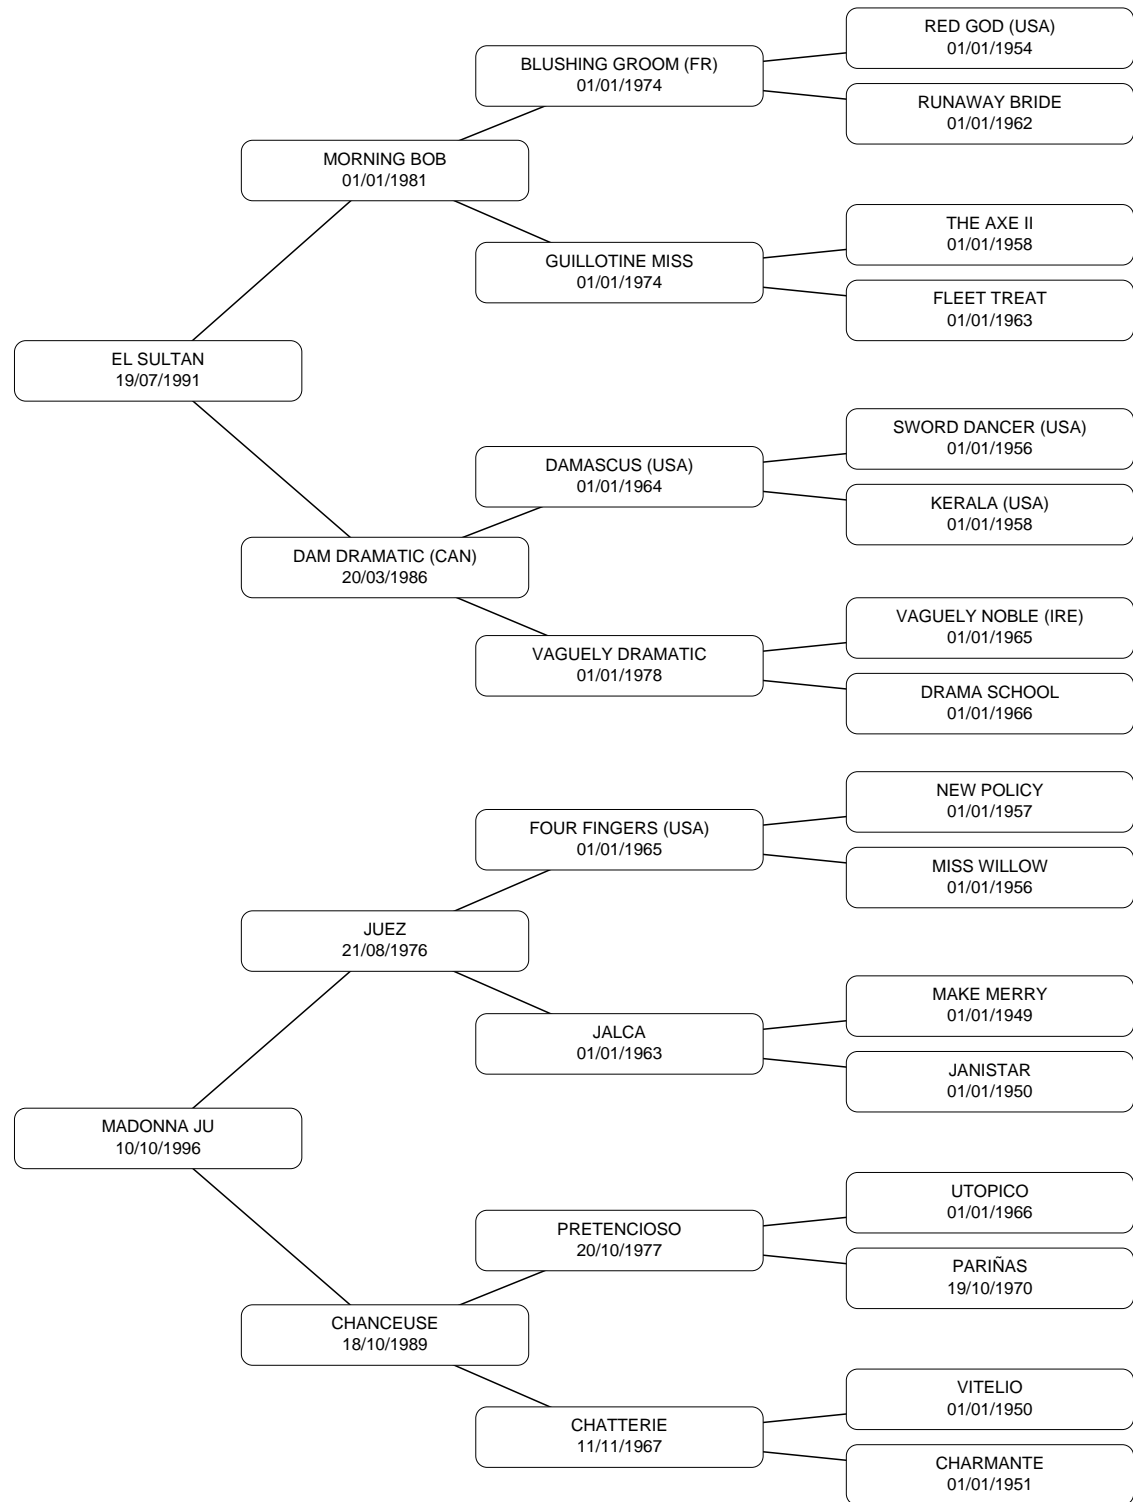 RED GOD (USA)
01/01/1954
BLUSHING GROOM (FR)
01/01/1974
RUNAWAY BRIDE
01/01/1962
MORNING BOB
01/01/1981
THE AXE II
01/01/1958
GUILLOTINE MISS
01/01/1974
FLEET TREAT
01/01/1963
EL SULTAN
19/07/1991
SWORD DANCER (USA)
01/01/1956
DAMASCUS (USA)
01/01/1964
KERALA (USA)
01/01/1958
DAM DRAMATIC (CAN)
20/03/1986
VAGUELY NOBLE (IRE)
01/01/1965
VAGUELY DRAMATIC
01/01/1978
DRAMA SCHOOL
01/01/1966
NEW POLICY
01/01/1957
FOUR FINGERS (USA)
01/01/1965
MISS WILLOW
01/01/1956
JUEZ
21/08/1976
MAKE MERRY
01/01/1949
JALCA
01/01/1963
JANISTAR
01/01/1950
MADONNA JU
10/10/1996
UTOPICO
01/01/1966
PRETENCIOSO
20/10/1977
PARIÑAS
19/10/1970
CHANCEUSE
18/10/1989
VITELIO
01/01/1950
CHATTERIE
11/11/1967
CHARMANTE
01/01/1951